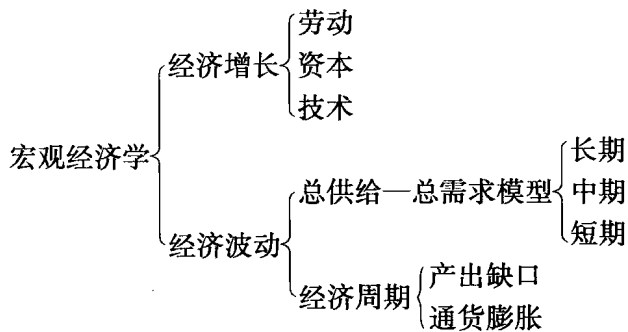 劳动
经济增长
资本
技术
宏观经济学
长期
总供给—总需求模型
中期
短期
经济波动
产出缺口
经济周期
通货膨胀